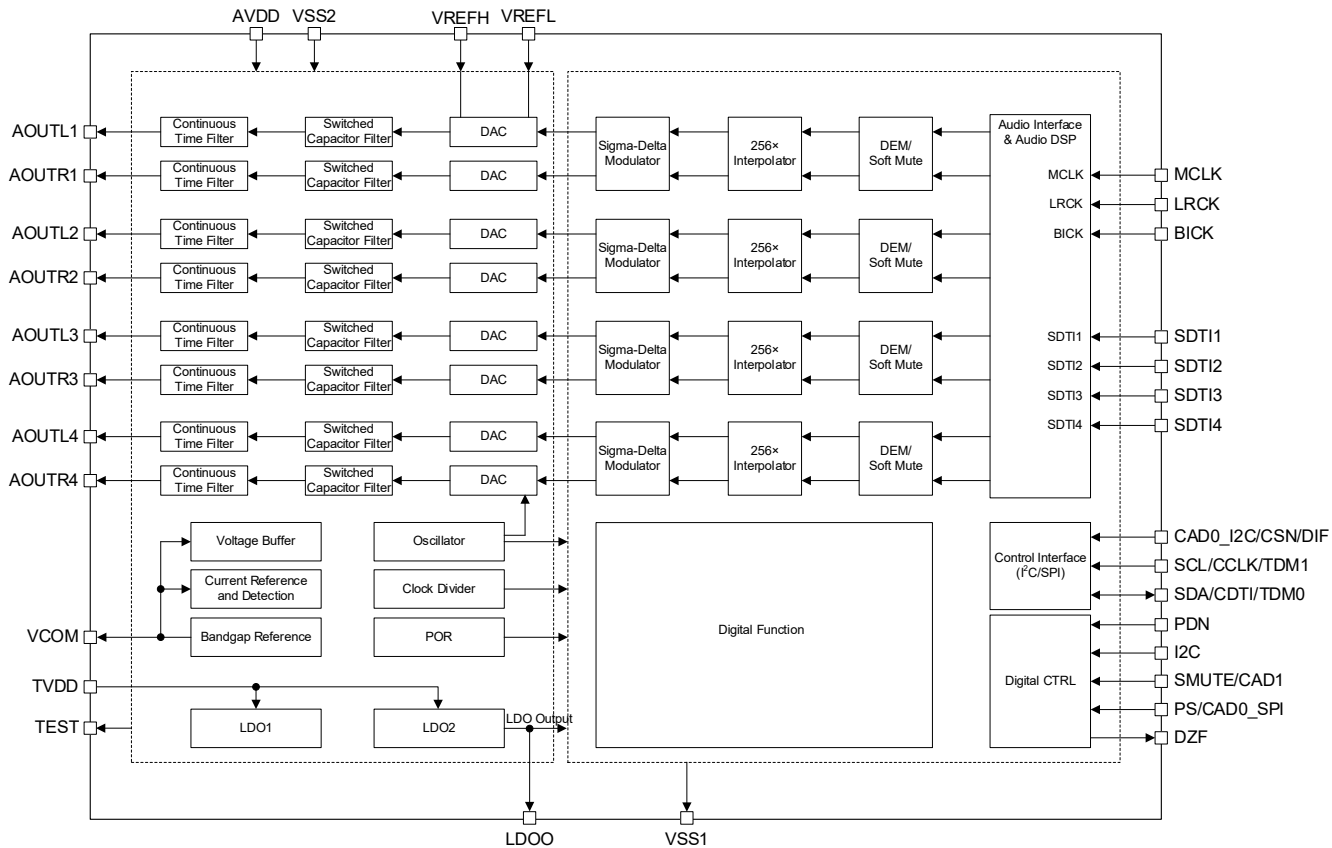 AVDD VSS2 VREFH VREFL
AOUTL1
Continuous
Time Filter
Switched
Capacitor Filter
DAC
AOUTR1
Continuous
Time Filter
Switched
Capacitor Filter
DAC
Sigma-Delta
Modulator
256×
Interpolator
DEM/
Soft Mute
AOUTL2
Continuous
Time Filter
Switched
Capacitor Filter
DAC
AOUTR2
Continuous
Time Filter
Switched
Capacitor Filter
DAC
Sigma-Delta
Modulator
256×
Interpolator
DEM/
Soft Mute
AOUTL3
Continuous
Time Filter
Switched
Capacitor Filter
DAC
AOUTR3
Continuous
Time Filter
Switched
Capacitor Filter
DAC
Sigma-Delta
Modulator
256×
Interpolator
DEM/
Soft Mute
AOUTL4
Continuous
Time Filter
Switched
Capacitor Filter
DAC
AOUTR4
Continuous
Time Filter
Switched
Capacitor Filter
DAC
Sigma-Delta
Modulator
256×
Interpolator
DEM/
Soft Mute
Audio Interface
& Audio DSP
MCLK
LRCK
BICK
SDTI1
SDTI2
SDTI3
SDTI4
MCLK
LRCK
BICK
SDTI1
SDTI2
SDTI3
SDTI4
Voltage Buffer
Oscillator
Current Reference
and Detection
Clock Divider
VCOM
Bandgap Reference
POR
TVDD
TEST
LDO1
LDO2
LDO Output
Digital Function
Control Interface
(I²C/SPI)
Digital CTRL
CAD0_I2C/CSN/DIF
SCL/CCLK/TDM1
SDA/CDTI/TDM0
PDN
I2C
SMUTE/CAD1
PS/CAD0_SPI
DZF
LDOO
VSS1